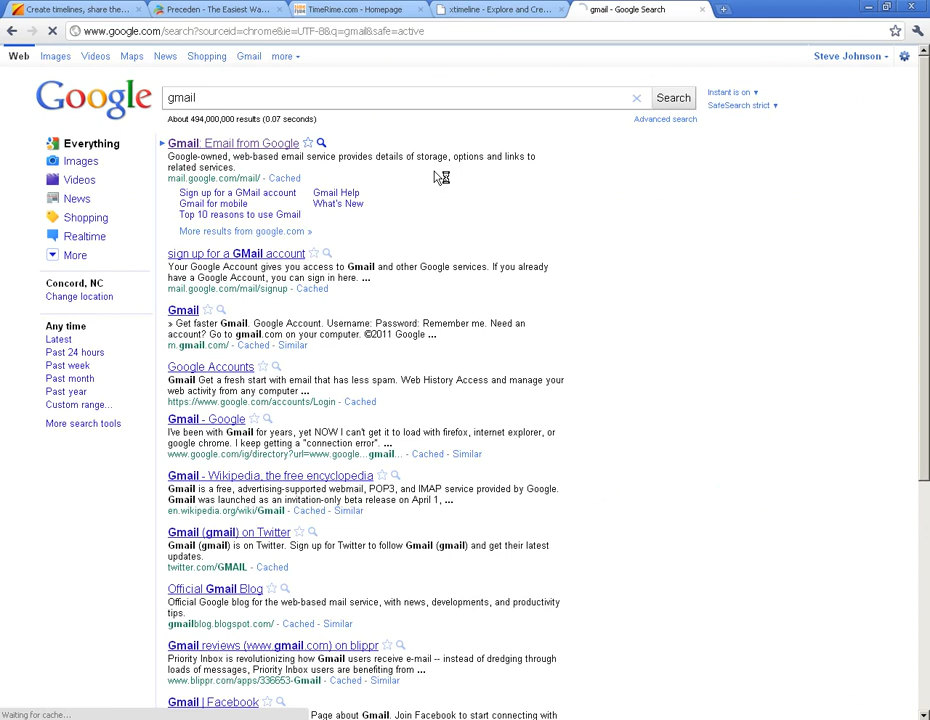 Create timelines, share the...
Preceden - The Easiest Wa...
TimeRime.com - Homepage
xtimeline - Explore and Cre...
gmail - Google Search
www.google.com/search?sourceid=chrome&ie=UTF-8&q=gmail&safe=active
Web Images Videos Maps News Shopping Gmail more
Steve Johnson
Google
gmail
Search
Instant is on
SafeSearch strict
About 494,000,000 results (0.07 seconds)
Advanced search
Everything
Images
Videos
News
Shopping
Realtime
More
Concord, NC
Change location
Any time
Latest
Past 24 hours
Past week
Past month
Past year
Custom range...
More search tools
Gmail: Email from Google
Google-owned, web-based email service provides details of storage, options and links to
related services.
mail.google.com/mail/ - Cached
Sign up for a GMail account Gmail Help
Gmail for mobile What's New
Top 10 reasons to use Gmail
More results from google.com »
sign up for a GMail account
Your Google Account gives you access to Gmail and other Google services. If you already
have a Google Account, you can sign in here. ...
mail.google.com/mail/signup - Cached
Gmail
» Get faster Gmail. Google Account. Username: Password: Remember me. Need an
account? Go to gmail.com on your computer. ©2011 Google ...
m.gmail.com/ - Cached - Similar
Google Accounts
Gmail Get a fresh start with email that has less spam. Web History Access and manage your
web activity from any computer ...
https://www.google.com/accounts/Login - Cached
Gmail - Google
I've been with Gmail for years, yet NOW I can't get it to load with firefox, internet explorer, or
google chrome. I keep getting a "connection error". ...
www.google.com/ig/directory?url=www.google...gmail... - Cached - Similar
Gmail - Wikipedia, the free encyclopedia
Gmail is a free, advertising-supported webmail, POP3, and IMAP service provided by Google.
Gmail was launched as an invitation-only beta release on April 1, ...
en.wikipedia.org/wiki/Gmail - Cached - Similar
Gmail (gmail) on Twitter
Gmail (gmail) is on Twitter. Sign up for Twitter to follow Gmail (gmail) and get their latest
updates.
twitter.com/GMAIL - Cached
Official Gmail Blog
Official Google blog for the web-based mail service, with news, developments, and productivity
tips.
gmailblog.blogspot.com/ - Cached - Similar
Gmail reviews (www.gmail.com) on blippr
Priority Inbox is revolutionizing how Gmail users receive e-mail -- instead of dredging through
loads of messages, Priority Inbox users are benefiting from ...
www.blippr.com/apps/336653-Gmail - Cached - Similar
Gmail | Facebook
Page about Gmail. Join Facebook to start connecting with
Waiting for cache...